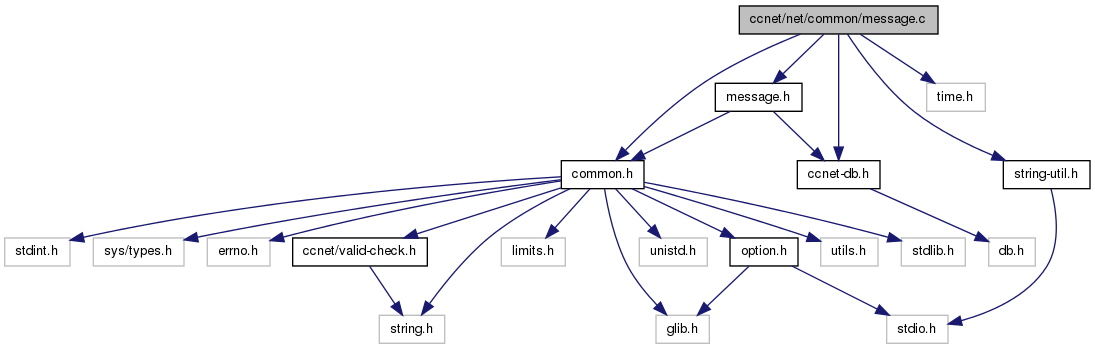 ccnet/net/common/message.c
message.h
time.h
common.h
ccnet-db.h
string-util.h
stdint.h
sys/types.h
errno.h
ccnet/valid-check.h
limits.h
unistd.h
option.h
utils.h
stdlib.h
db.h
string.h
glib.h
stdio.h